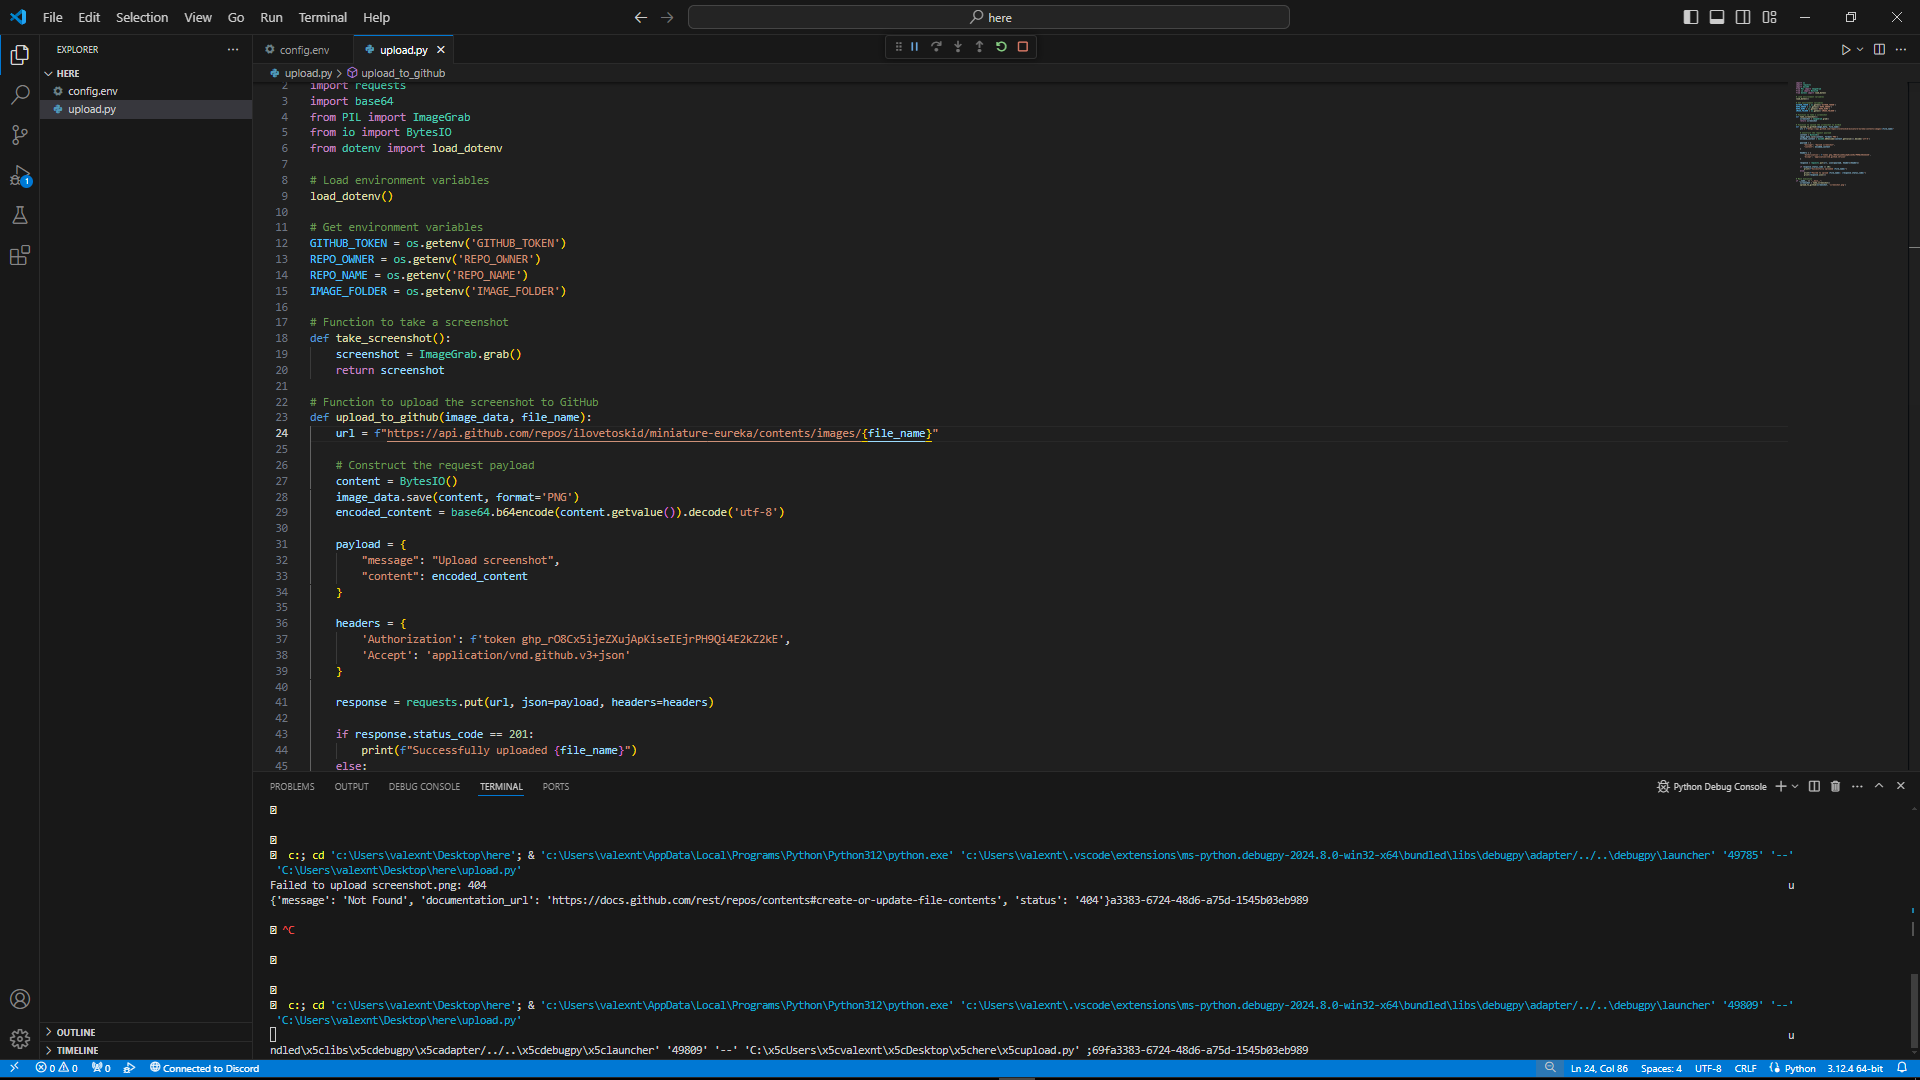 File Edit Selection View Go Run Terminal Help
here
EXPLORER
HERE
config.env
upload.py
1
OUTLINE
TIMELINE
config.env
upload.py
upload.py > upload_to_github
2 import requests
3 import base64
4 from PIL import ImageGrab
5 from io import BytesIO
6 from dotenv import load_dotenv
7
8 # Load environment variables
9 load_dotenv()
10
11 # Get environment variables
12 GITHUB_TOKEN = os.getenv('GITHUB_TOKEN')
13 REPO_OWNER = os.getenv('REPO_OWNER')
14 REPO_NAME = os.getenv('REPO_NAME')
15 IMAGE_FOLDER = os.getenv('IMAGE_FOLDER')
16
17 # Function to take a screenshot
18 def take_screenshot():
19 screenshot = ImageGrab.grab()
20 return screenshot
21
22 # Function to upload the screenshot to GitHub
23 def upload_to_github(image_data, file_name):
24 url = f"https://api.github.com/repos/ilovetoskid/miniature-eureka/contents/images/{file_name}"
25
26 # Construct the request payload
27 content = BytesIO()
28 image_data.save(content, format='PNG')
29 encoded_content = base64.b64encode(content.getvalue()).decode('utf-8')
30
31 payload = {
32 "message": "Upload screenshot",
33 "content": encoded_content
34 }
35
36 headers = {
37 'Authorization': f'token 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',
38 'Accept': 'application/vnd.github.v3+json'
39 }
40
41 response = requests.put(url, json=payload, headers=headers)
42
43 if response.status_code == 201:
44 print(f"Successfully uploaded {file_name}")
45 else:
PROBLEMS OUTPUT DEBUG CONSOLE TERMINAL PORTS
Python Debug Console
c:; cd 'c:\Users\valexnt\Desktop\here'; & 'c:\Users\valexnt\AppData\Local\Programs\Python\Python312\python.exe' 'c:\Users\valexnt\.vscode\extensions\ms-python.debugpy-2024.8.0-win32-x64\bundled\libs\debugpy\adapter/../..\debugpy\launcher' '49785' '--'
'C:\Users\valexnt\Desktop\here\upload.py'
Failed to upload screenshot.png: 404 u
{'message': 'Not Found', 'documentation_url': 'https://docs.github.com/rest/repos/contents#create-or-update-file-contents', 'status': '404'}a3383-6724-48d6-a75d-1545b03eb989
^C
c:; cd 'c:\Users\valexnt\Desktop\here'; & 'c:\Users\valexnt\AppData\Local\Programs\Python\Python312\python.exe' 'c:\Users\valexnt\.vscode\extensions\ms-python.debugpy-2024.8.0-win32-x64\bundled\libs\debugpy\adapter/../..\debugpy\launcher' '49809' '--'
'C:\Users\valexnt\Desktop\here\upload.py'
u
ndled\x5clibs\x5cdebugpy\x5cadapter/../..\x5cdebugpy\x5clauncher' '49809' '--' 'C:\x5cUsers\x5cvalexnt\x5cDesktop\x5chere\x5cupload.py' ;69fa3383-6724-48d6-a75d-1545b03eb989
0 0 0 Connected to Discord
Ln 24, Col 86 Spaces: 4 UTF-8 CRLF Python 3.12.4 64-bit